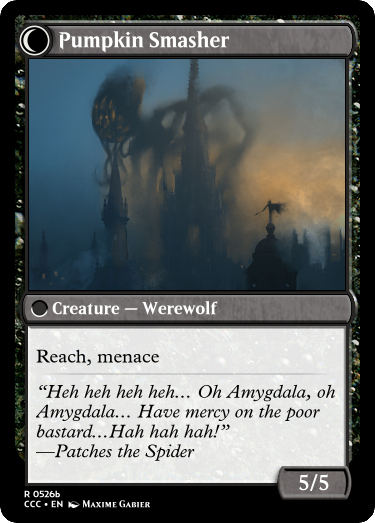 Pumpkin Smasher
Creature — Werewolf
Reach, menace
“Heh heh heh heh… Oh Amygdala, oh
Amygdala… Have mercy on the poor
bastard…Hah hah hah!”
—Patches the Spider
5/5
R 0526b
CCC • EN Maxime Gabier